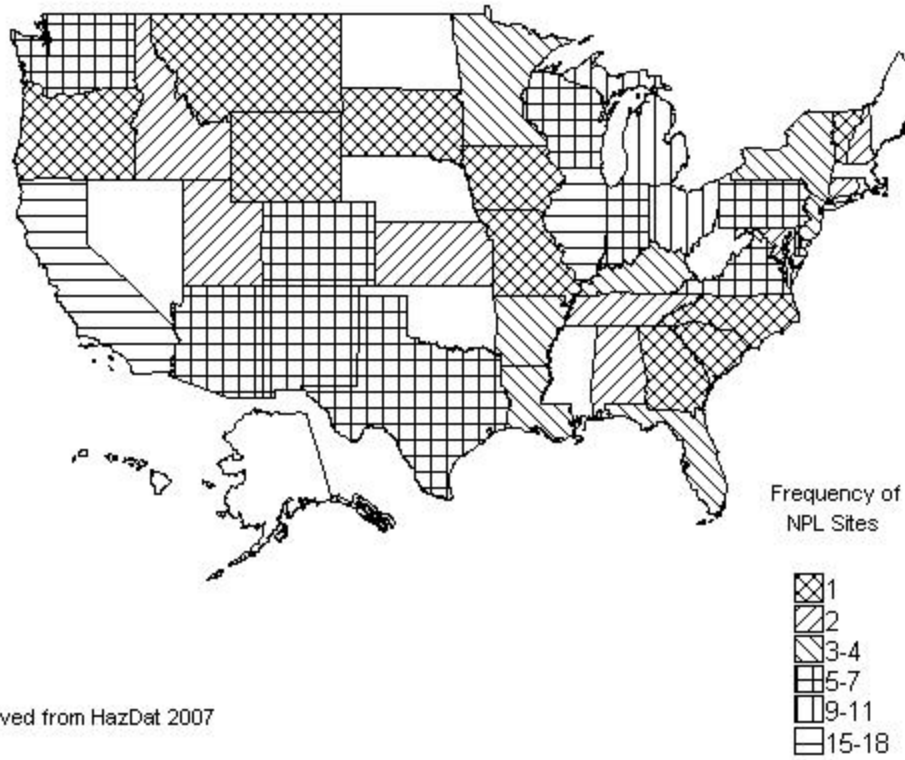 Frequency of
NPL Sites
1
2
3-4
5-7
9-11
15-18
ved from HazDat 2007